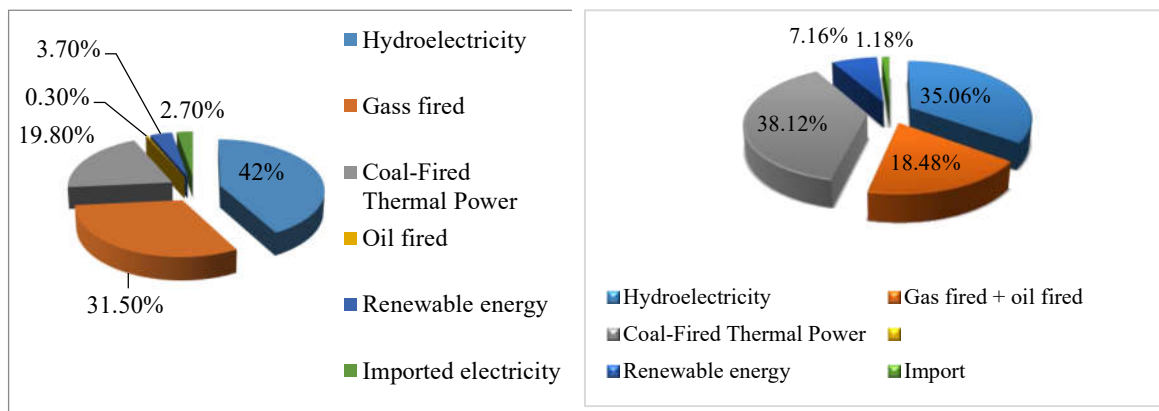 3.70%
0.30%
19.80%
2.70%
42%
31.50%
Hydroelectricity
Gass fired
Coal-Fired
Thermal Power
Oil fired
Renewable energy
Imported electricity
7.16%
1.18%
35.06%
38.12%
18.48%
Hydroelectricity
Gas fired + oil fired
Coal-Fired Thermal Power
Renewable energy
Import